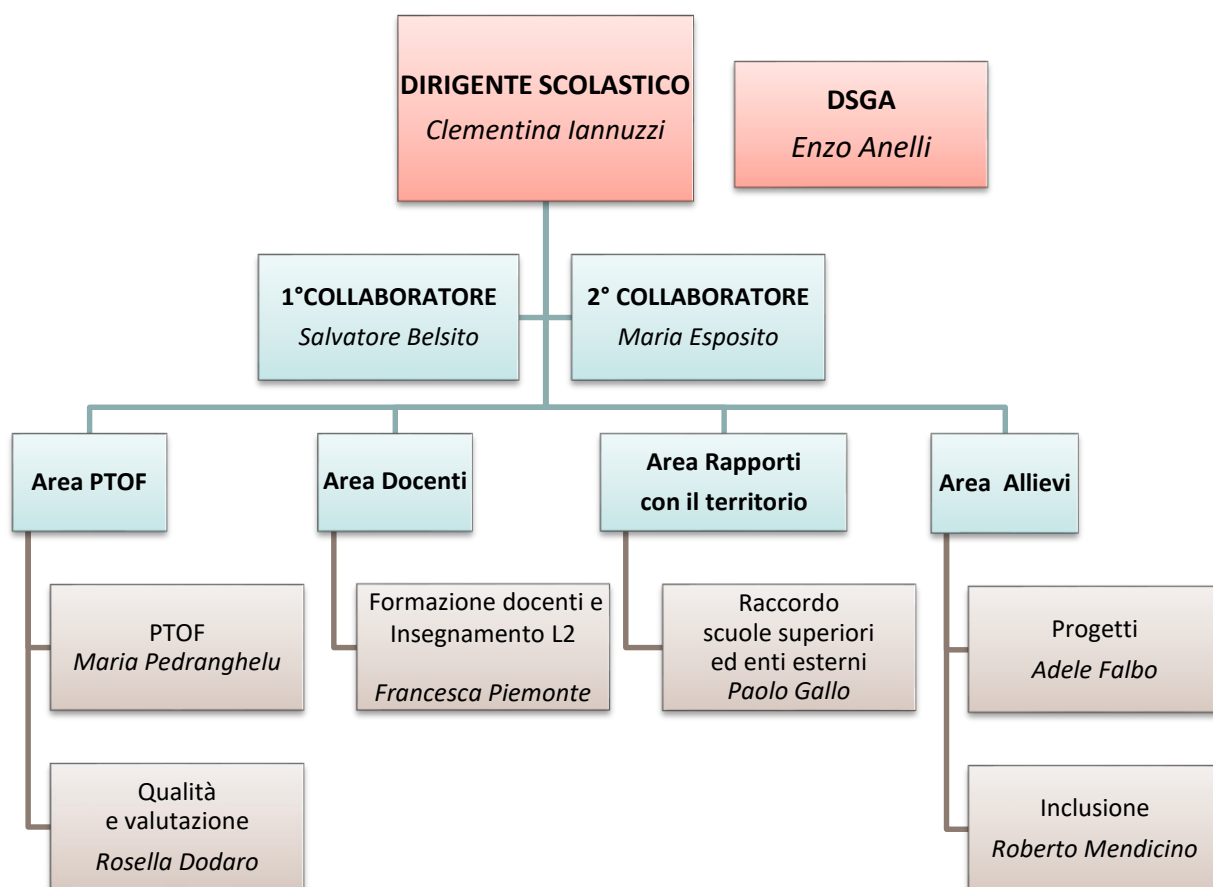 DIRIGENTE SCOLASTICO
Clementina Iannuzzi
DSGA
Enzo Anelli
1°COLLABORATORE
Salvatore Belsito
2° COLLABORATORE
Maria Esposito
Area PTOF
Area Docenti
Area Rapporti
con il territorio
Area  Allievi
PTOF
Maria Pedranghelu
Formazione docenti e
Insegnamento L2
Francesca Piemonte
Raccordo
scuole superiori
ed enti esterni
Paolo Gallo
Progetti
Adele Falbo
Qualità
e valutazione
Rosella Dodaro
Inclusione
Roberto Mendicino